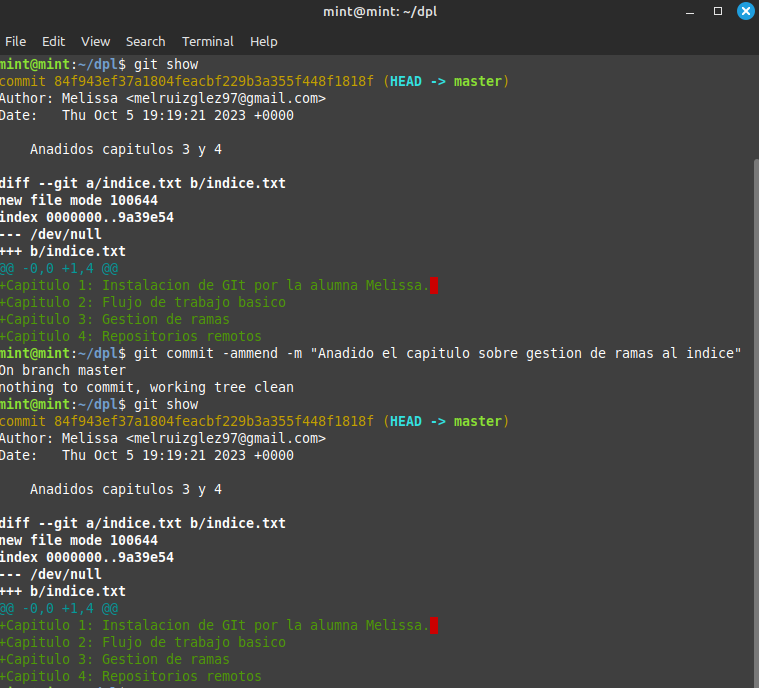 mint@mint: ~/dpl
File Edit View Search Terminal Help
mint@mint:~/dpl$ git show
commit 84f943ef37a1804feacbf229b3a355f448f1818f (HEAD -> master)
Author: Melissa <melruizglez97@gmail.com>
Date:   Thu Oct 5 19:19:21 2023 +0000
    Anadidos capitulos 3 y 4
diff --git a/indice.txt b/indice.txt
new file mode 100644
index 0000000..9a39e54
--- /dev/null
+++ b/indice.txt
@@ -0,0 +1,4 @@
+Capitulo 1: Instalacion de GIt por la alumna Melissa.
+Capitulo 2: Flujo de trabajo basico
+Capitulo 3: Gestion de ramas
+Capitulo 4: Repositorios remotos
mint@mint:~/dpl$ git commit -ammend -m "Anadido el capitulo sobre gestion de ramas al indice"
On branch master
nothing to commit, working tree clean
mint@mint:~/dpl$ git show
commit 84f943ef37a1804feacbf229b3a355f448f1818f (HEAD -> master)
Author: Melissa <melruizglez97@gmail.com>
Date:   Thu Oct 5 19:19:21 2023 +0000
    Anadidos capitulos 3 y 4
diff --git a/indice.txt b/indice.txt
new file mode 100644
index 0000000..9a39e54
--- /dev/null
+++ b/indice.txt
@@ -0,0 +1,4 @@
+Capitulo 1: Instalacion de GIt por la alumna Melissa.
+Capitulo 2: Flujo de trabajo basico
+Capitulo 3: Gestion de ramas
+Capitulo 4: Repositorios remotos